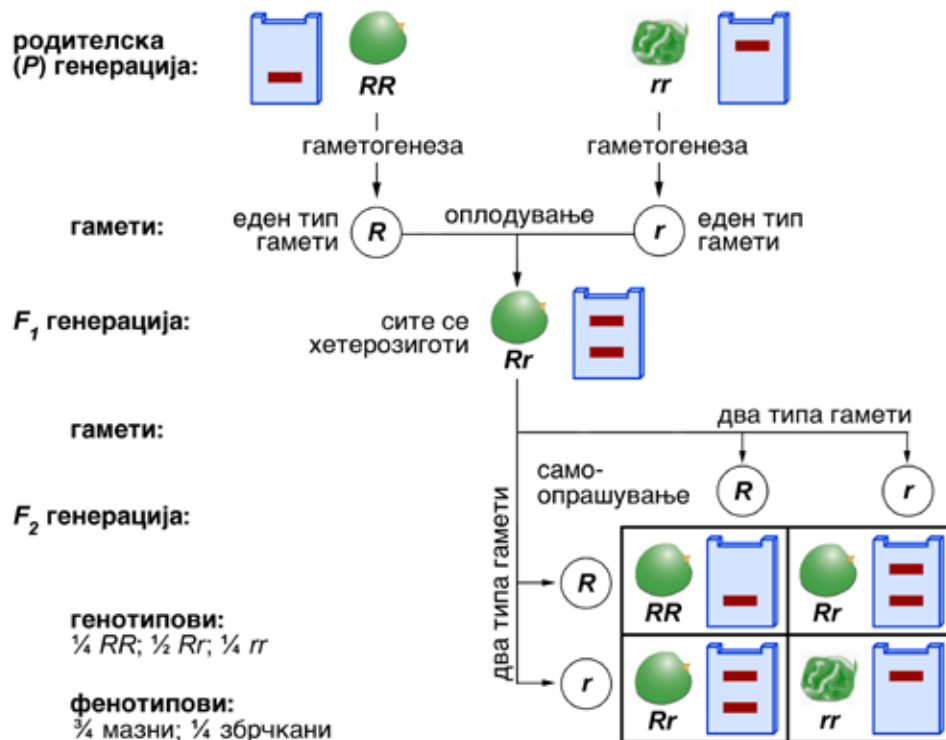 родителска
(P) генерација:
RR
rr
гаметогенеза
гаметогенеза
гамети:
еден тип
гамети
R
оплодување
r
еден тип
гамети
F1 генерација:
сите се
хетерозиготи
Rr
гамети:
два типа гамети
само-
опрашување
R
r
F2 генерација:
два типа гамети
R
RR
Rr
r
Rr
rr
генотипови:
¼ RR; ½ Rr; ¼ rr
фенотипови:
¾ мазни; ¼ збрчкани